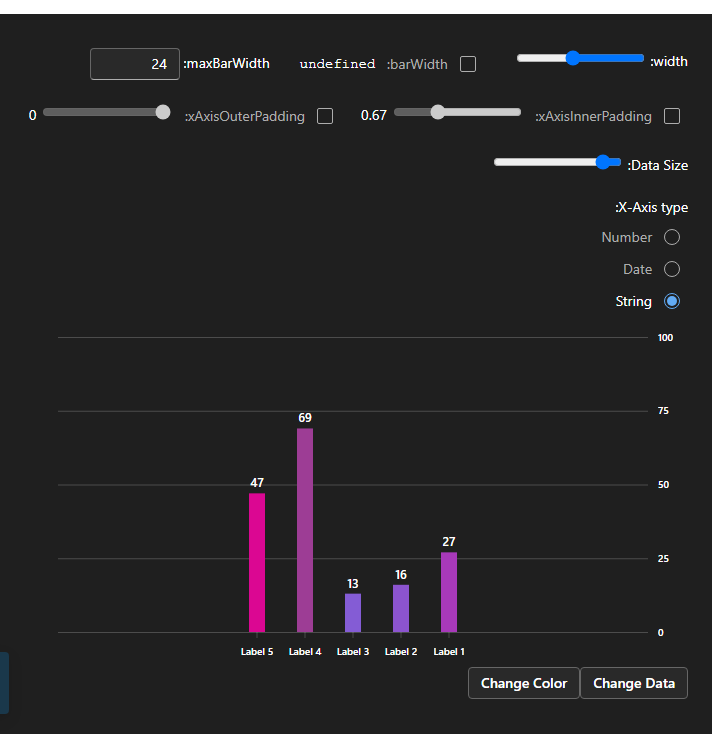 :width
:barWidth undefined
:maxBarWidth 24
:xAxisInnerPadding 0.67
:xAxisOuterPadding 0
:Data Size
:X-Axis type
Number
Date
String
100
75
50
25
0
47
69
13
16
27
Label 5
Label 4
Label 3
Label 2
Label 1
Change Color
Change Data